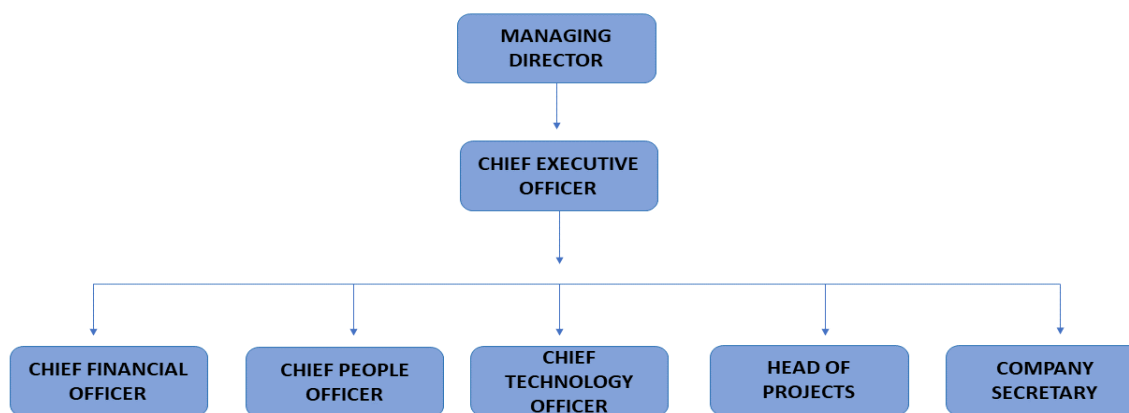 MANAGING
DIRECTOR
CHIEF EXECUTIVE
OFFICER
CHIEF FINANCIAL
OFFICER
CHIEF PEOPLE
OFFICER
CHIEF
TECHNOLOGY
OFFICER
HEAD OF
PROJECTS
COMPANY
SECRETARY